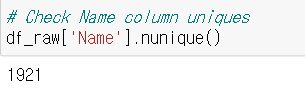 # Check Name column uniques
df_raw['Name'].nunique()
1921